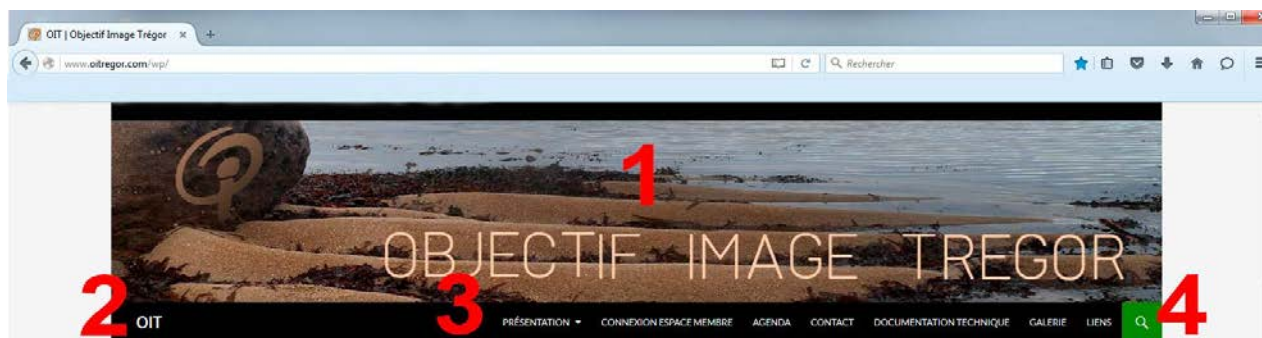 OIT | Objectif Image Trégor
www.oitregor.com/wp/
Rechercher
1
OBJECTIF IMAGE TREGOR
2 OIT 3 PRÉSENTATION CONNEXION ESPACE MEMBRE AGENDA CONTACT DOCUMENTATION TECHNIQUE GALERIE LIENS 4